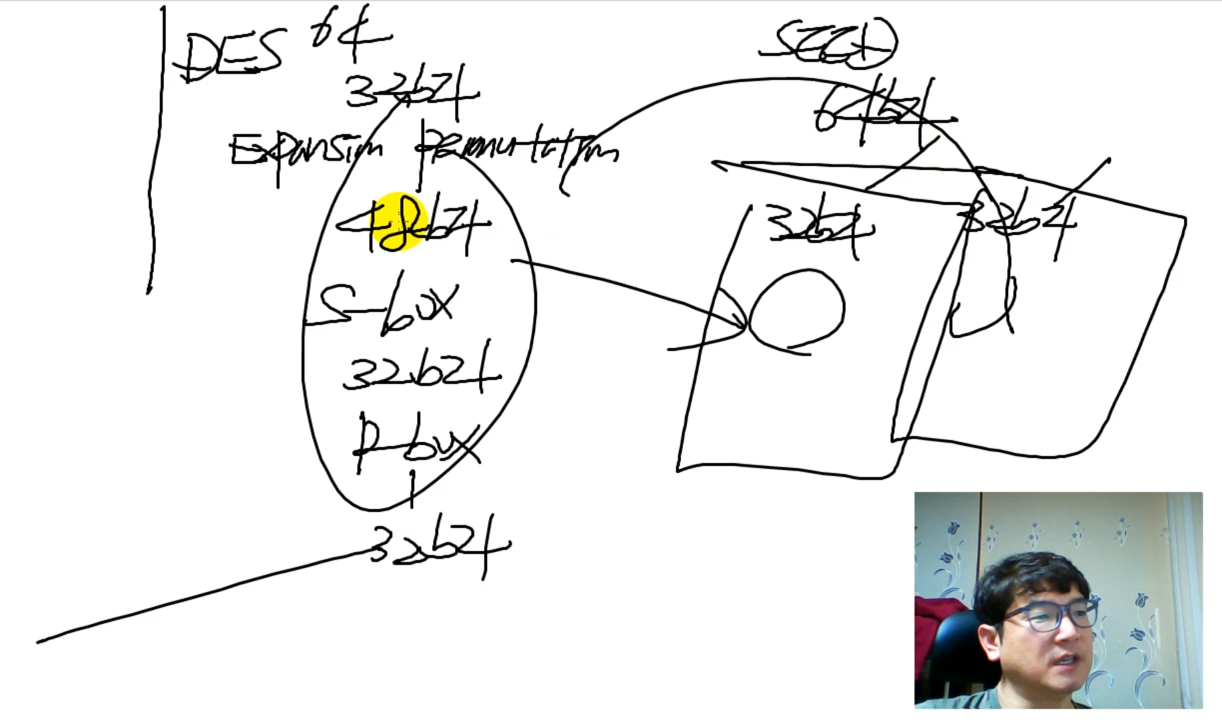 DES 64
32bit
Expansion Permutation
48bit
S-box
32bit
P-box
32bit
SEED
64bit
32bit 32bit